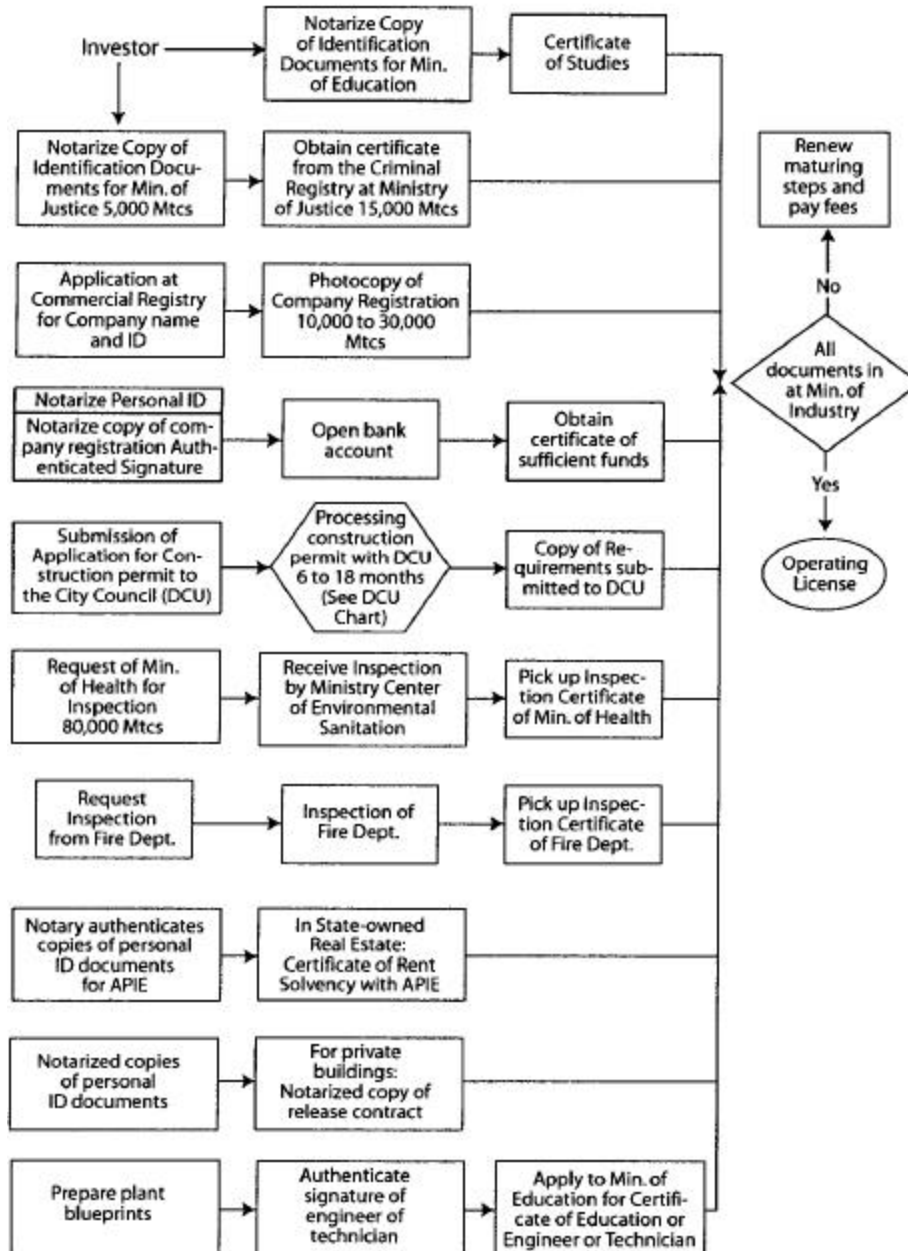 Investor
Notarize Copy
of Identification
Documents for Min.
of Education
Certificate
of Studies
Notarize Copy of
Identification Docu-
ments for Min. of
Justice 5,000 Mtcs
Obtain certificate
from the Criminal
Registry at Ministry
of Justice 15,000 Mtcs
Renew
maturing
steps and
pay fees
Application at
Commercial Registry
for Company name
and ID
Photocopy of
Company Registration
10,000 to 30,000
Mtcs
No
All
documents in
at Min. of
Industry
Yes
Operating
License
Notarize Personal ID
Notarize copy of com-
pany registration Auth-
enticated Signature
Open bank
account
Obtain
certificate of
sufficient funds
Submission of
Application for Con-
struction permit to
the City Council (DCU)
Processing
construction
permit with DCU
6 to 18 months
(See DCU
Chart)
Copy of Re-
quirements sub-
mitted to DCU
Request of Min.
of Health for
Inspection
80,000 Mtcs
Receive Inspection
by Ministry Center
of Environmental
Sanitation
Pick up Inspec-
tion Certificate
of Min. of Health
Request
Inspection
from Fire Dept.
Inspection of
Fire Dept.
Pick up Inspec-
tion Certificate
of Fire Dept.
Notary authenticates
copies of personal
ID documents
for APIE
In State-owned
Real Estate:
Certificate of Rent
Solvency with APIE
Notarized copies
of personal
ID documents
For private
buildings:
Notarized copy of
release contract
Prepare plant
blueprints
Authenticate
signature of
engineer of
technician
Apply to Min. of
Education for Certifi-
cate of Education or
Engineer or Technician